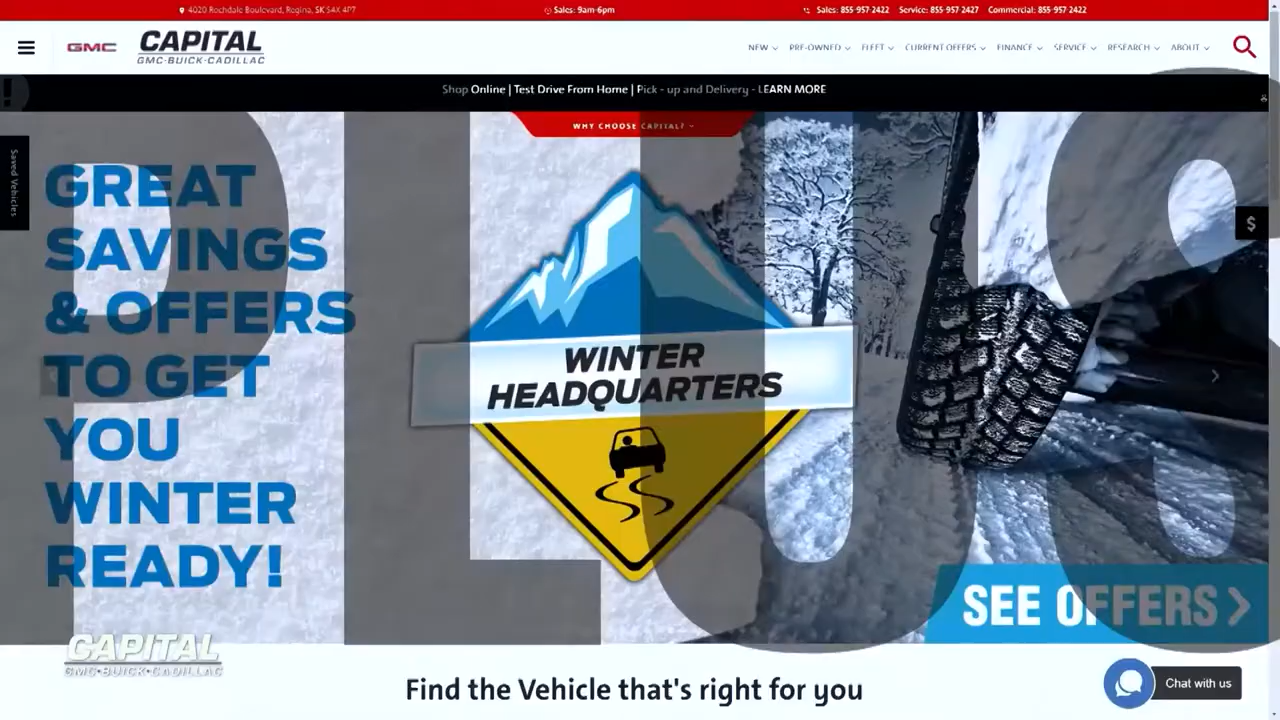 4020 Rochdale Boulevard, Regina, SK S4X 4P7
Sales: 9am-6pm
Sales: 855-957-2422 Service: 855-957-2427 Commercial: 855-957-2422
GMC
CAPITAL
GMC•BUICK•CADILLAC
NEW PRE-OWNED FLEET CURRENT OFFERS FINANCE SERVICE RESEARCH ABOUT
Shop Online | Test Drive From Home | Pick - up and Delivery - LEARN MORE
WHY CHOOSE CAPITAL?
Saved Vehicles
PLUS
!
$
GREAT
SAVINGS
& OFFERS
TO GET
YOU
WINTER
READY!
WINTER
HEADQUARTERS
SEE OFFERS
CAPITAL
GMC•BUICK•CADILLAC
Find the Vehicle that's right for you
Chat with us